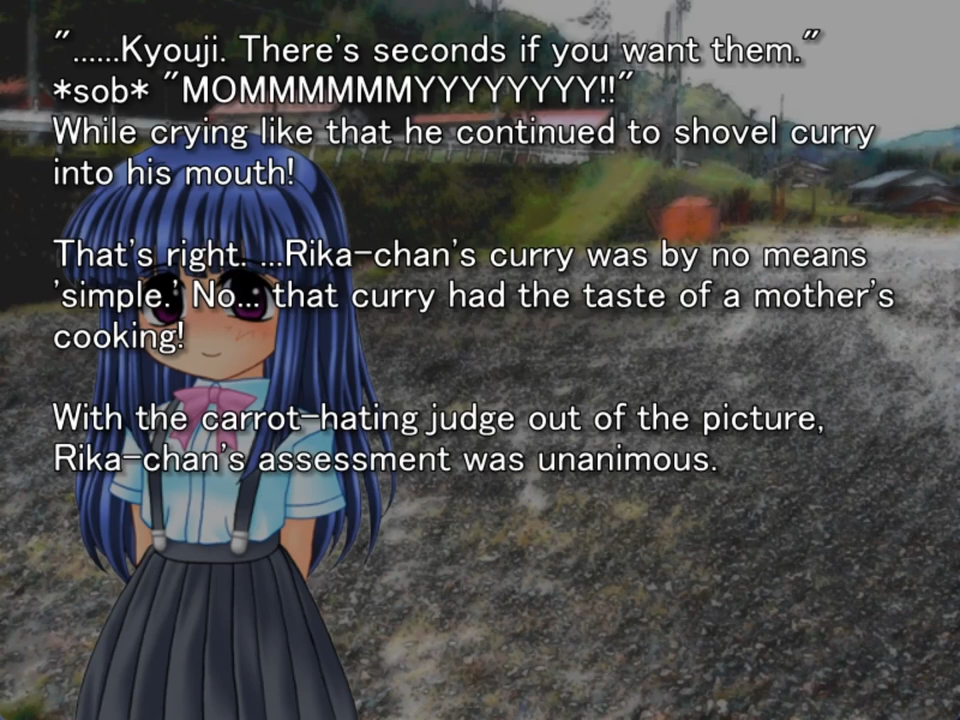 "......Kyouji. There's seconds if you want them."
*sob* "MOMMMMMMYYYYYYYY!!"
While crying like that he continued to shovel curry
into his mouth!
That's right. ...Rika-chan's curry was by no means
'simple.' No... that curry had the taste of a mother's
cooking!
With the carrot-hating judge out of the picture,
Rika-chan's assessment was unanimous.